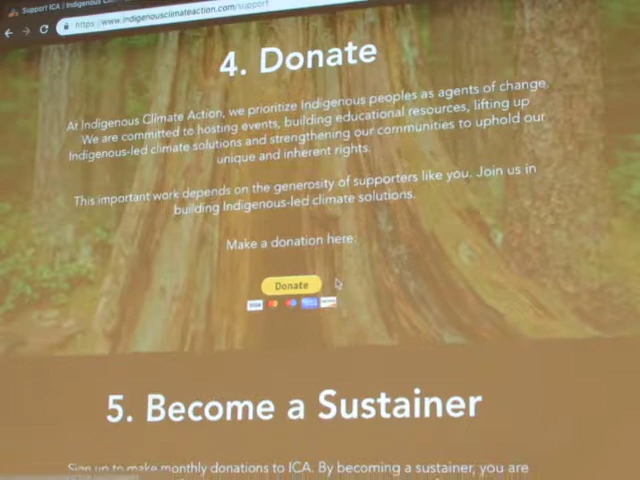 Support ICA | Indigenous
https://www.indigenousclimateaction.com/support
4. Donate
At Indigenous Climate Action, we prioritize Indigenous peoples as agents of change.
We are committed to hosting events, building educational resources, lifting up
Indigenous-led climate solutions and strengthening our communities to uphold our
unique and inherent rights.
This important work depends on the generosity of supporters like you. Join us in
building Indigenous-led climate solutions.
Make a donation here:
Donate
VISA
5. Become a Sustainer
Sign up to make monthly donations to ICA. By becoming a sustainer, you are